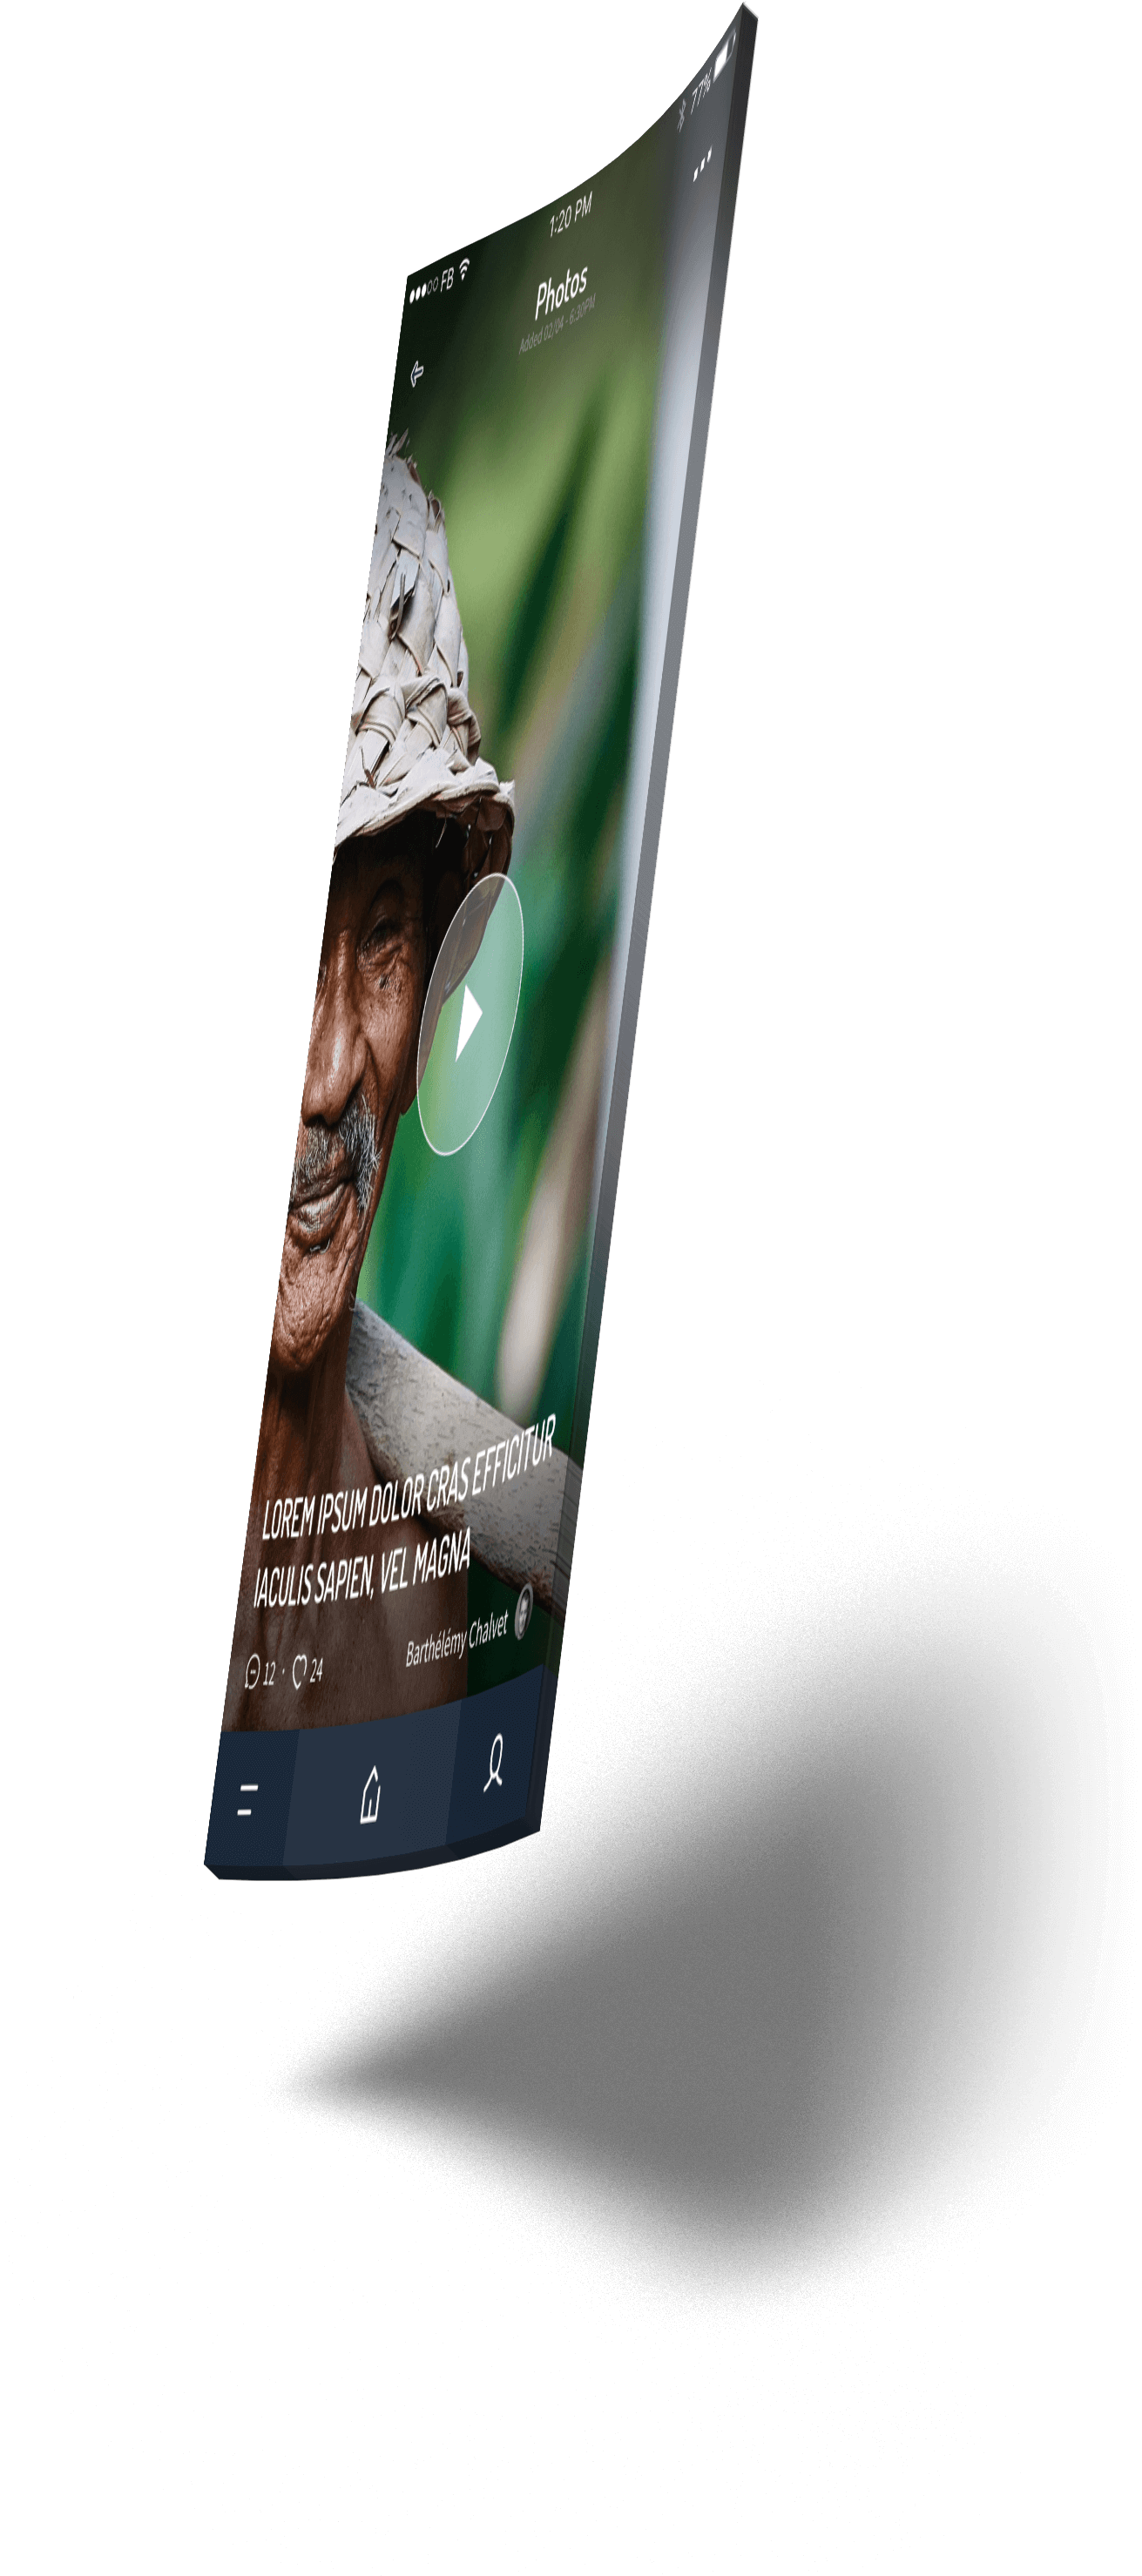 FB 1:20 PM 77%
Photos
Added 02/04 - 6:30PM
LOREM IPSUM DOLOR CRAS EFFICITUR
IACULIS SAPIEN, VEL MAGNA
12 · 24 Barthélémy Chalvet